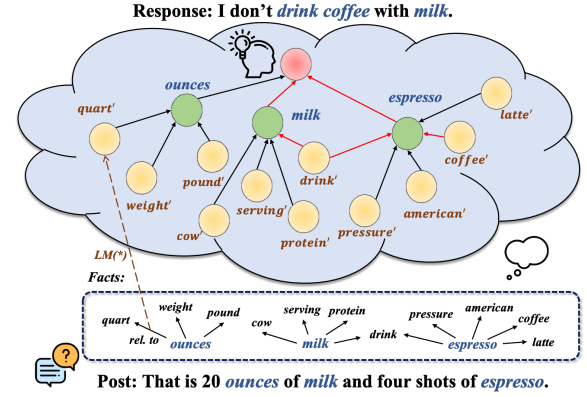 Response: I don't drink coffee with milk.
ounces
espresso
latte'
quart'
milk
coffee'
pound'
drink'
weight'
serving'
american'
cow'
protein'
pressure'
LM(*)
Facts:
weight
pound
serving
protein
pressure
american
quart
cow
drink
coffee
rel. to
ounces
milk
espresso
latte
Post: That is 20 ounces of milk and four shots of espresso.